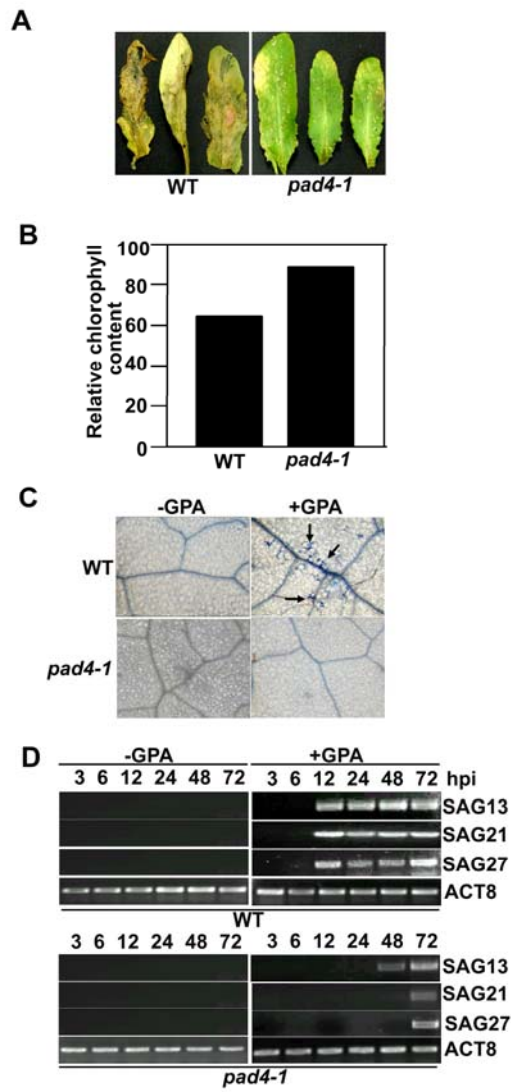 A
WT pad4-1
B
Relative chlorophyll
content
100
80
60
40
20
0
WT pad4-1
C
-GPA +GPA
WT
pad4-1
D
-GPA +GPA
3 6 12 24 48 72 3 6 12 24 48 72 hpi
SAG13
SAG21
SAG27
ACT8
WT
3 6 12 24 48 72 3 6 12 24 48 72
SAG13
SAG21
SAG27
ACT8
pad4-1